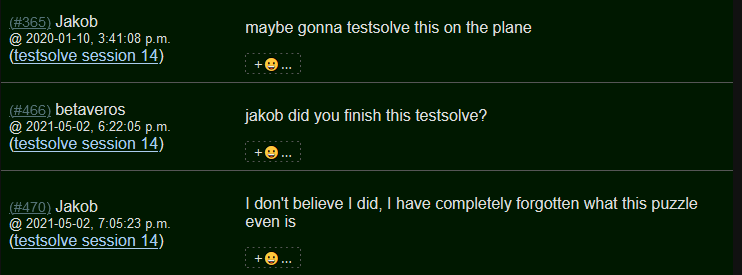 (#365) Jakob
@ 2020-01-10, 3:41:08 p.m.
(testsolve session 14)
maybe gonna testsolve this on the plane
+😀...
(#466) betaveros
@ 2021-05-02, 6:22:05 p.m.
(testsolve session 14)
jakob did you finish this testsolve?
+😀...
(#470) Jakob
@ 2021-05-02, 7:05:23 p.m.
(testsolve session 14)
I don't believe I did, I have completely forgotten what this puzzle
even is
+😀...